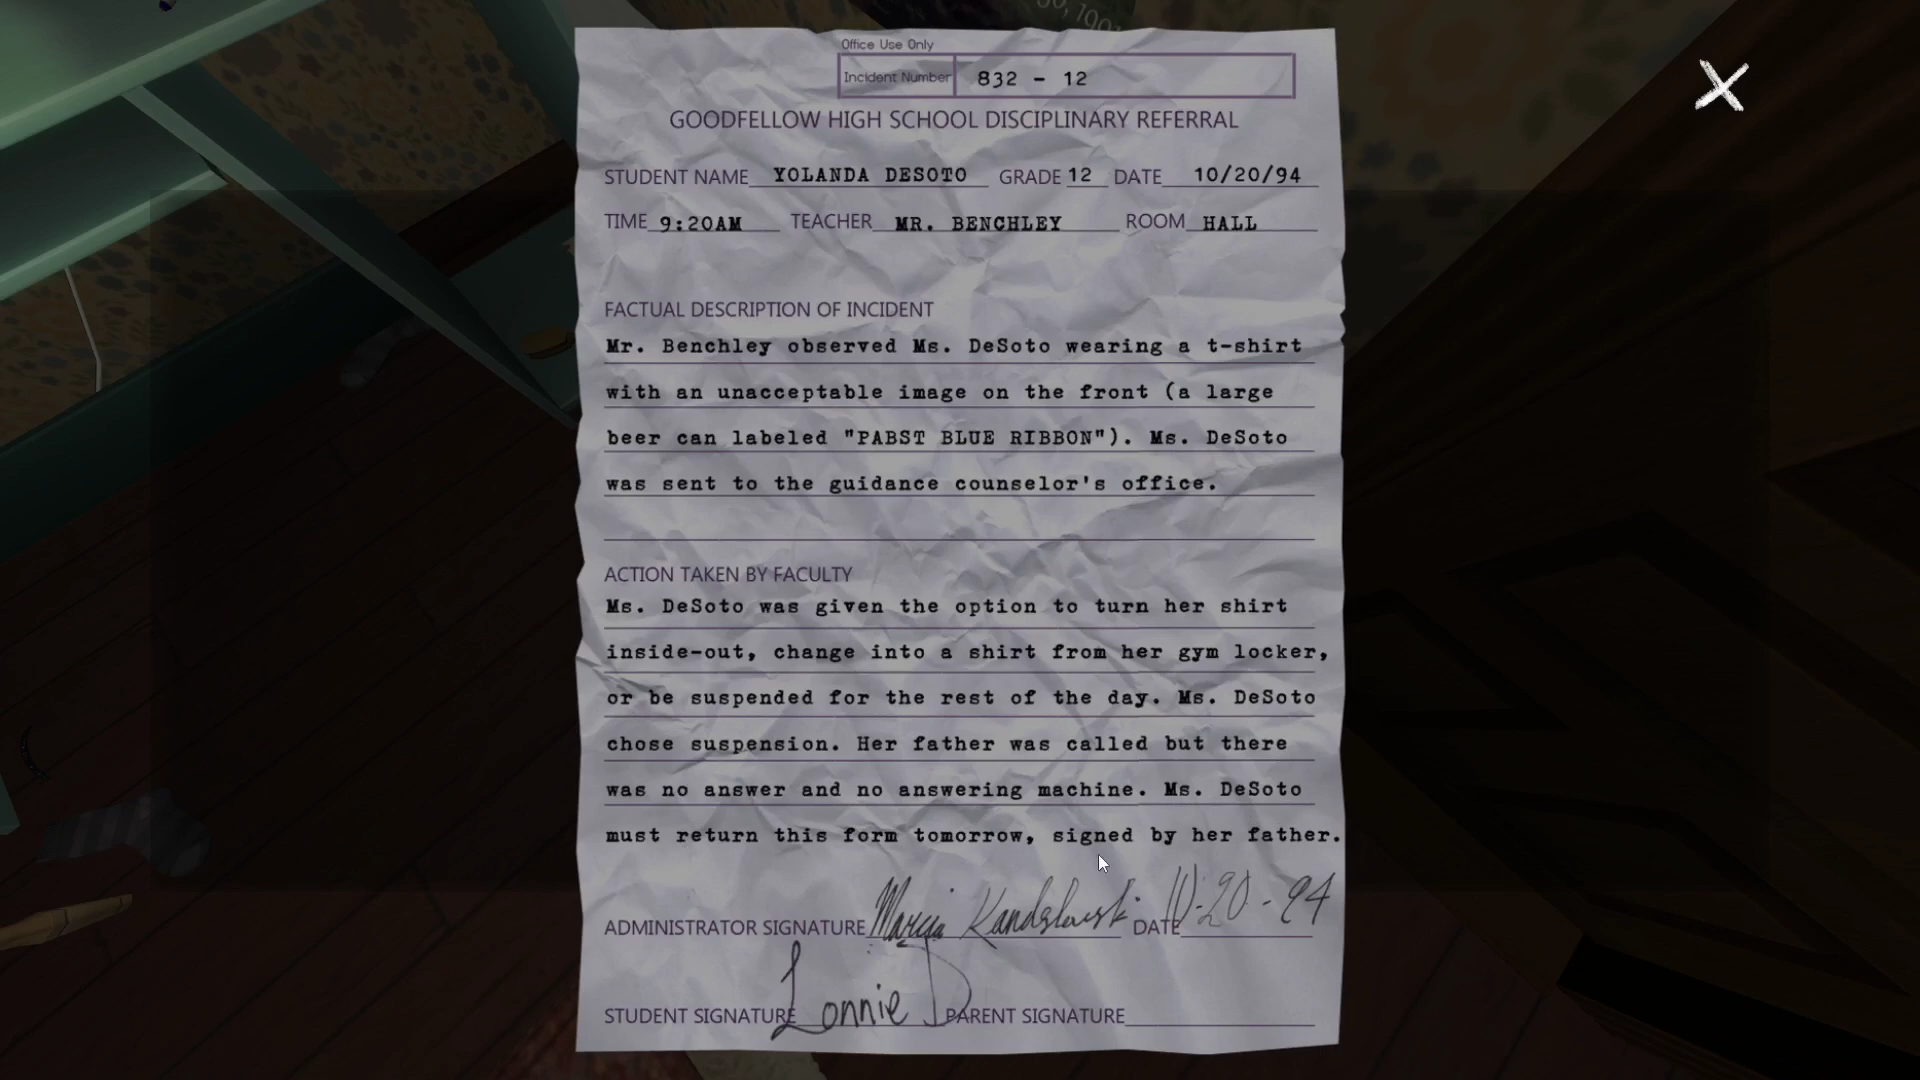 50, 190
Office Use Only
Incident Number 832 - 12
GOODFELLOW HIGH SCHOOL DISCIPLINARY REFERRAL
STUDENT NAME YOLANDA DESOTO GRADE 12 DATE 10/20/94
TIME 9:20AM TEACHER MR. BENCHLEY ROOM HALL
FACTUAL DESCRIPTION OF INCIDENT
Mr. Benchley observed Ms. DeSoto wearing a t-shirt
with an unacceptable image on the front (a large
beer can labeled "PABST BLUE RIBBON"). Ms. DeSoto
was sent to the guidance counselor's office.
ACTION TAKEN BY FACULTY
Ms. DeSoto was given the option to turn her shirt
inside-out, change into a shirt from her gym locker,
or be suspended for the rest of the day. Ms. DeSoto
chose suspension. Her father was called but there
was no answer and no answering machine. Ms. DeSoto
must return this form tomorrow, signed by her father.
ADMINISTRATOR SIGNATURE DATE 10-20-94
STUDENT SIGNATURE Lonnie D PARENT SIGNATURE